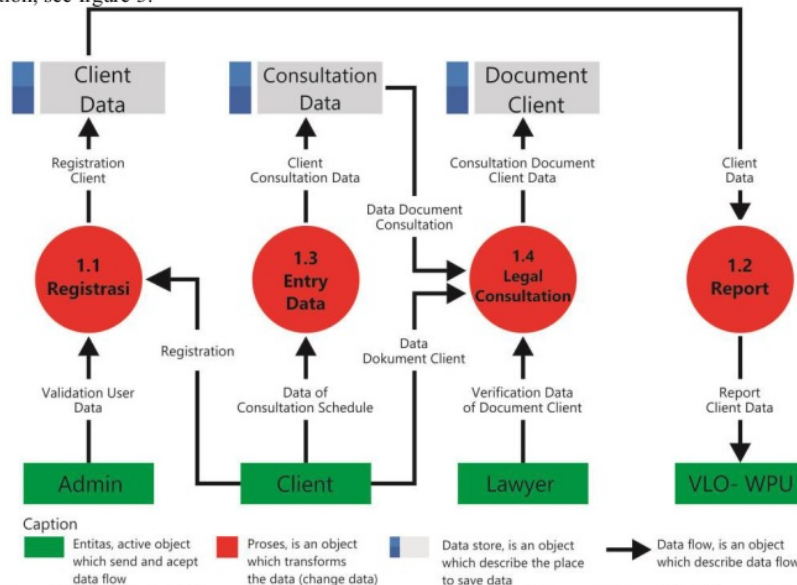 tion, see figure 3.
Client
Data
Consultation
Data
Document
Client
Registration
Client
Client
Consultation Data
Consultation Document
Client Data
Client
Data
Data Document
Consultation
1.1
Registrasi
1.3
Entry
Data
1.4
Legal
Consultation
1.2
Report
Registration
Data
Dokument Client
Validation User
Data
Data of
Consultation Schedule
Verification Data
of Document Client
Report
Client Data
Admin
Client
Lawyer
VLO- WPU
Caption
Entitas, active object
which send and acept
data flow
Proses, is an object
which transforms
the data (change data)
Data store, is an object
which describe the place
to save data
Data flow, is an object
which describe data flow